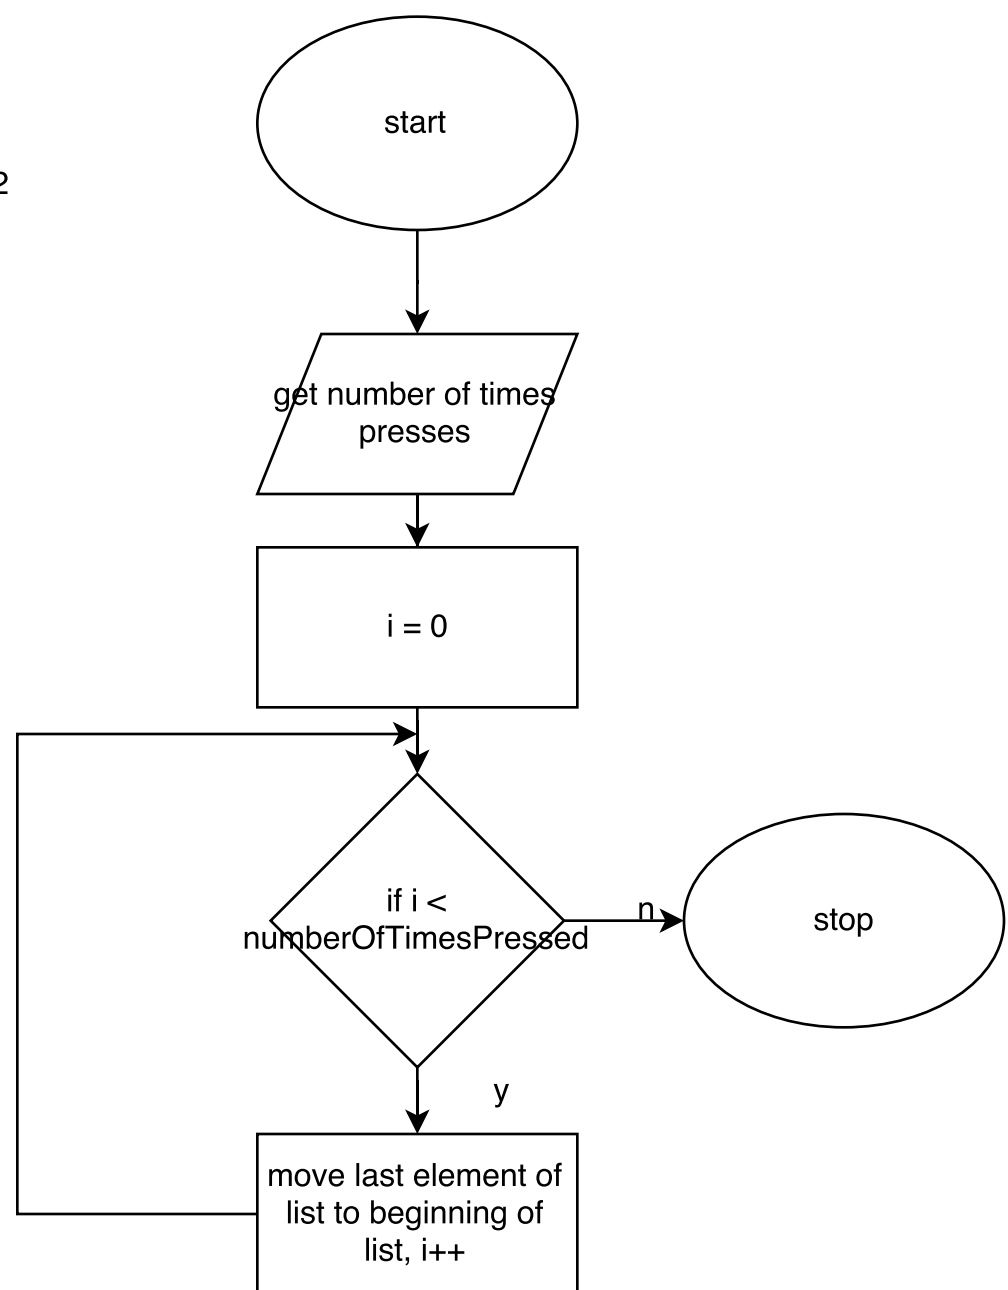 start
2
get number of times
presses
i = 0
if i <
numberOfTimesPressed
n
stop
y
move last element of
list to beginning of
list, i++